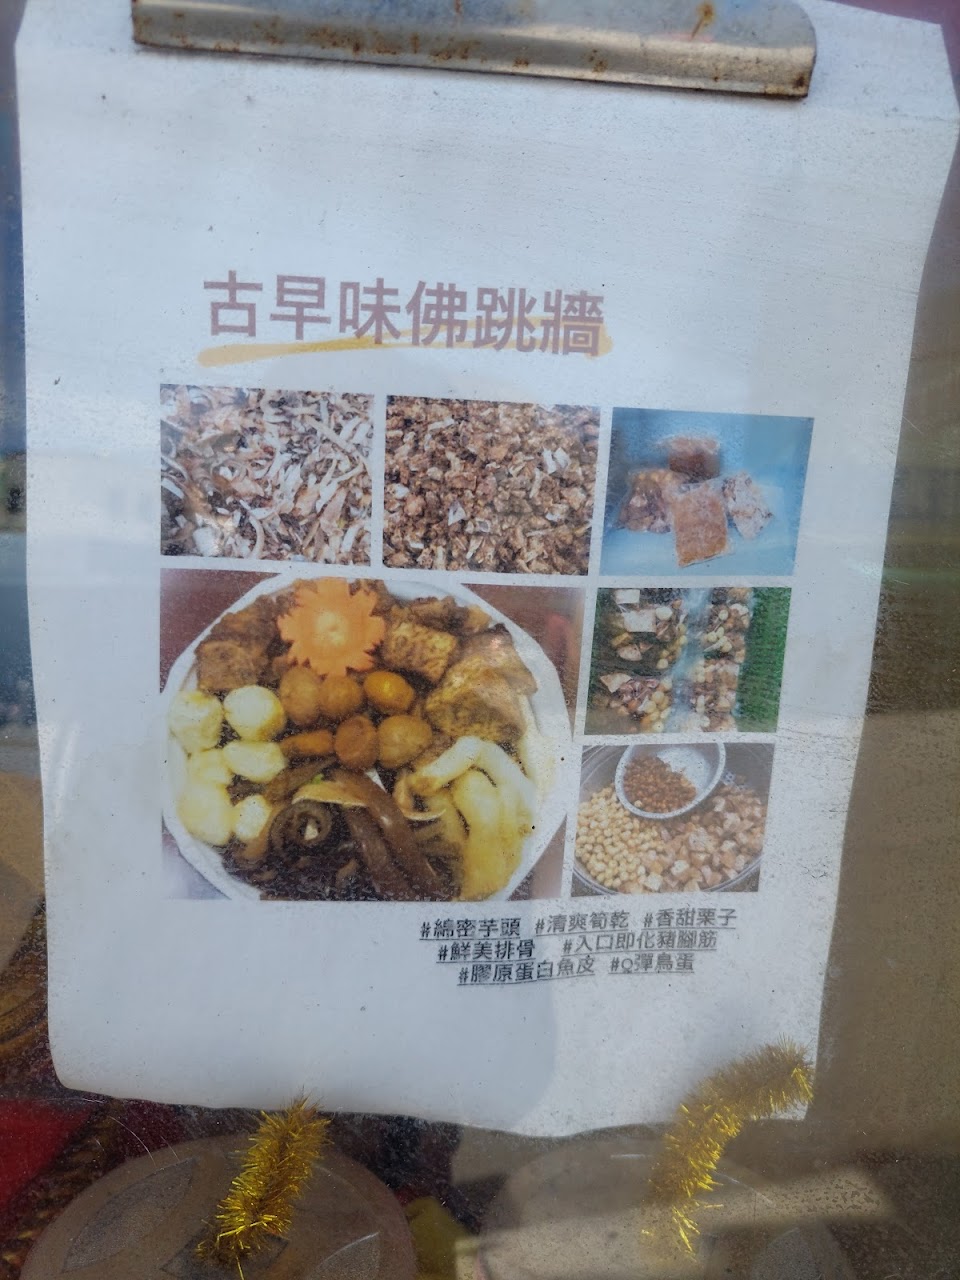 古早味佛跳牆
#綿密芋頭 #清爽筍乾 #香甜栗子
#鮮美排骨 #入口即化豬腳筋
#膠原蛋白魚皮 #Q彈鳥蛋